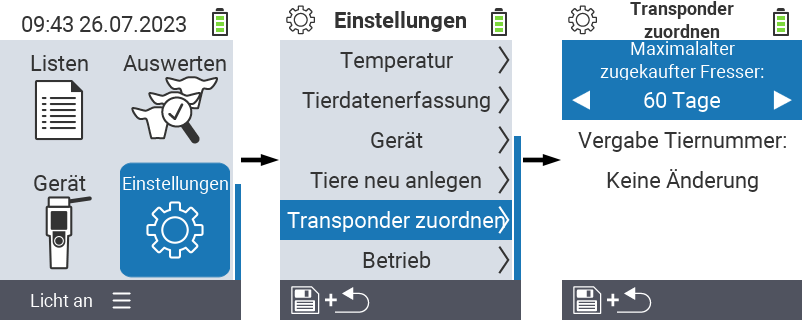 09:43 26.07.2023
Listen
Auswerten
Gerät
Einstellungen
Licht an
Einstellungen
Temperatur
Tierdatenerfassung
Gerät
Tiere neu anlegen
Transponder zuordnen
Betrieb
+
Transponder
zuordnen
Maximalalter
zugekaufter Fresser:
60 Tage
Vergabe Tiernummer:
Keine Änderung
+